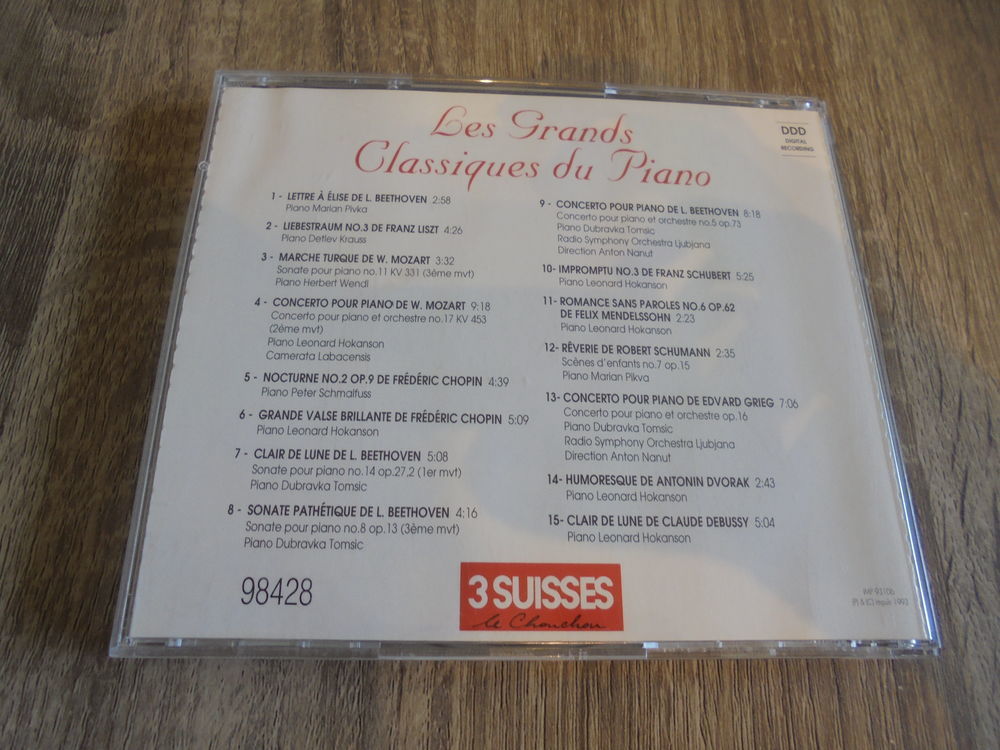 Les Grands
Classiques du Piano
DDD
DIGITAL
RECORDING
1 - LETTRE À ÉLISE DE L. BEETHOVEN 2:58
Piano Marian Pivka
2 - LIEBESTRAUM NO.3 DE FRANZ LISZT 4:26
Piano Detlev Krauss
3 - MARCHE TURQUE DE W. MOZART 3:32
Sonate pour piano no.11 KV 331 (3ème mvt)
Piano Herbert Wendl
4 - CONCERTO POUR PIANO DE W. MOZART 9:18
Concerto pour piano et orchestre no.17 KV 453
(2ème mvt)
Piano Leonard Hokanson
Camerata Labacensis
5 - NOCTURNE NO.2 OP.9 DE FRÉDÉRIC CHOPIN 4:39
Piano Peter Schmalfuss
6 - GRANDE VALSE BRILLANTE DE FRÉDÉRIC CHOPIN 5:09
Piano Leonard Hokanson
7 - CLAIR DE LUNE DE L. BEETHOVEN 5:08
Sonate pour piano no.14 op.27,2 (1er mvt)
Piano Dubravka Tomsic
8 - SONATE PATHÉTIQUE DE L. BEETHOVEN 4:16
Sonate pour piano no.8 op.13 (3ème mvt)
Piano Dubravka Tomsic
9 - CONCERTO POUR PIANO DE L. BEETHOVEN 8:18
Concerto pour piano et orchestre no.5 op.73
Piano Dubravka Tomsic
Radio Symphony Orchestra Ljubjana
Direction Anton Nanut
10- IMPROMPTU NO.3 DE FRANZ SCHUBERT 5:25
Piano Leonard Hokanson
11- ROMANCE SANS PAROLES NO.6 OP.62
DE FELIX MENDELSSOHN 2:23
Piano Leonard Hokanson
12- RÊVERIE DE ROBERT SCHUMANN 2:35
Scènes d'enfants no.7 op.15
Piano Marian Pikva
13- CONCERTO POUR PIANO DE EDVARD GRIEG 7:06
Concerto pour piano et orchestre op.16
Piano Dubravka Tomsic
Radio Symphony Orchestra Ljubjana
Direction Anton Nanut
14- HUMORESQUE DE ANTONIN DVORAK 2:43
Piano Leonard Hokanson
15- CLAIR DE LUNE DE CLAUDE DEBUSSY 5:04
Piano Leonard Hokanson
98428
3 SUISSES
le Chouchou
IMP 93106
(P) & (C) Impuls 1993